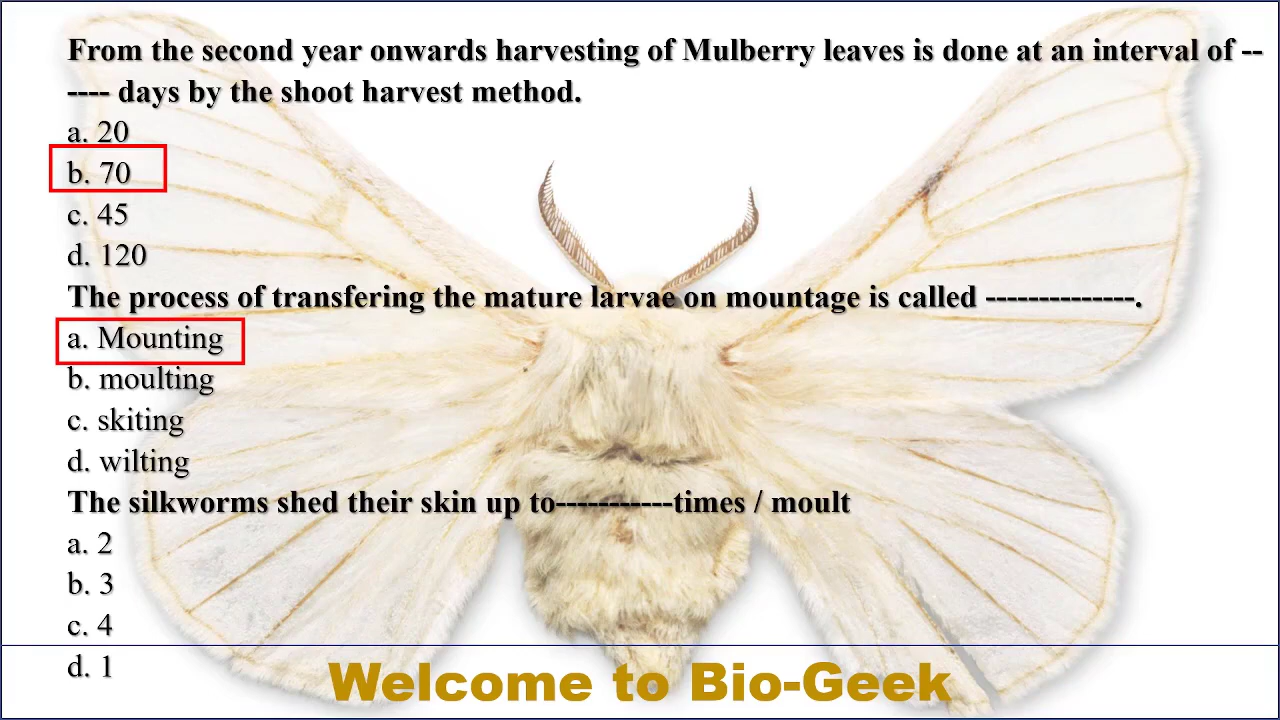 From the second year onwards harvesting of Mulberry leaves is done at an interval of --
---- days by the shoot harvest method.
a. 20
b. 70
c. 45
d. 120
The process of transfering the mature larvae on mountage is called --------------.
a. Mounting
b. moulting
c. skiting
d. wilting
The silkworms shed their skin up to-----------times / moult
a. 2
b. 3
c. 4
d. 1
Welcome to Bio-Geek